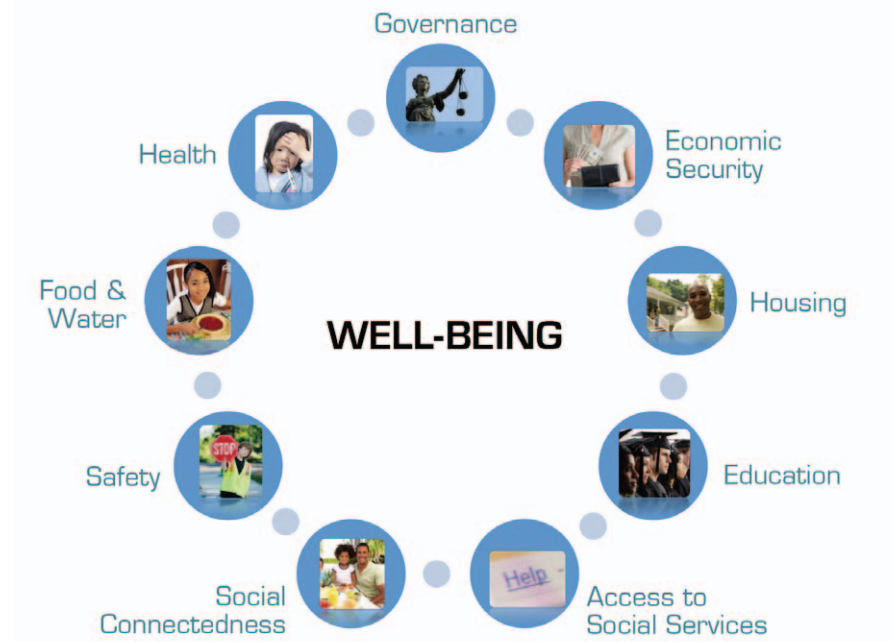 Governance
Health
Economic
Security
Food &
Water
Housing
WELL-BEING
STOP
Safety
Education
Help
Social
Connectedness
Access to
Social Services